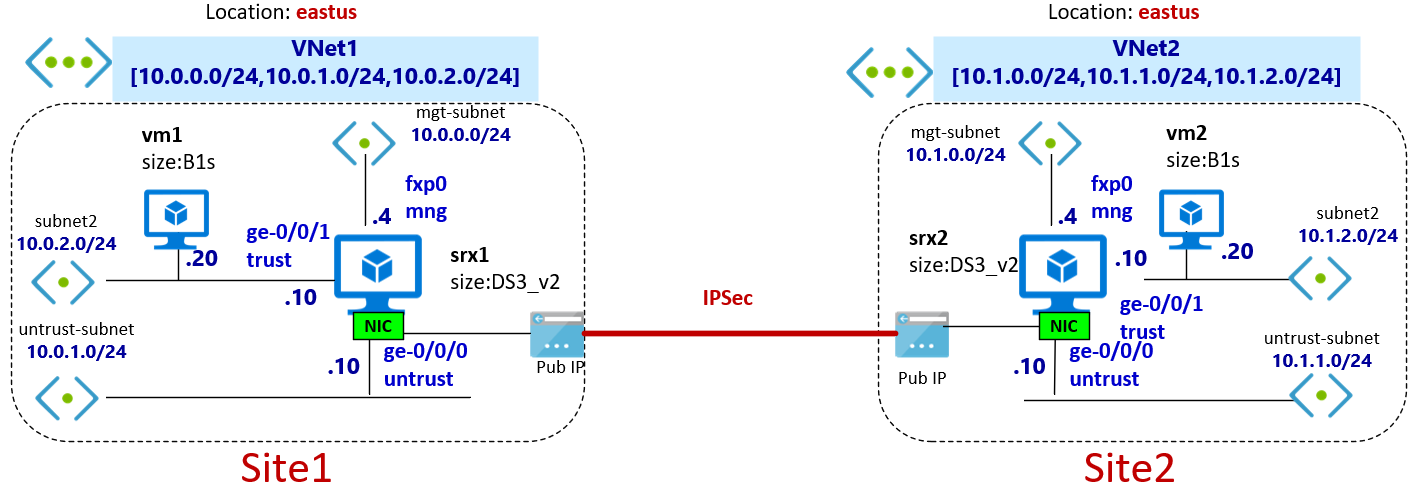 Location: eastus
VNet1
[10.0.0.0/24,10.0.1.0/24,10.0.2.0/24]
mgt-subnet
10.0.0.0/24
vm1
size:B1s
fxp0
mng
.4
subnet2
10.0.2.0/24
.20
ge-0/0/1
trust
.10
srx1
size:DS3_v2
NIC
untrust-subnet
10.0.1.0/24
ge-0/0/0
untrust
.10
Pub IP
Site1
IPSec
Location: eastus
VNet2
[10.1.0.0/24,10.1.1.0/24,10.1.2.0/24]
mgt-subnet
10.1.0.0/24
vm2
size:B1s
fxp0
mng
.4
subnet2
10.1.2.0/24
srx2
size:DS3_v2
.10
.20
NIC
ge-0/0/1
trust
untrust-subnet
10.1.1.0/24
ge-0/0/0
untrust
.10
Pub IP
Site2